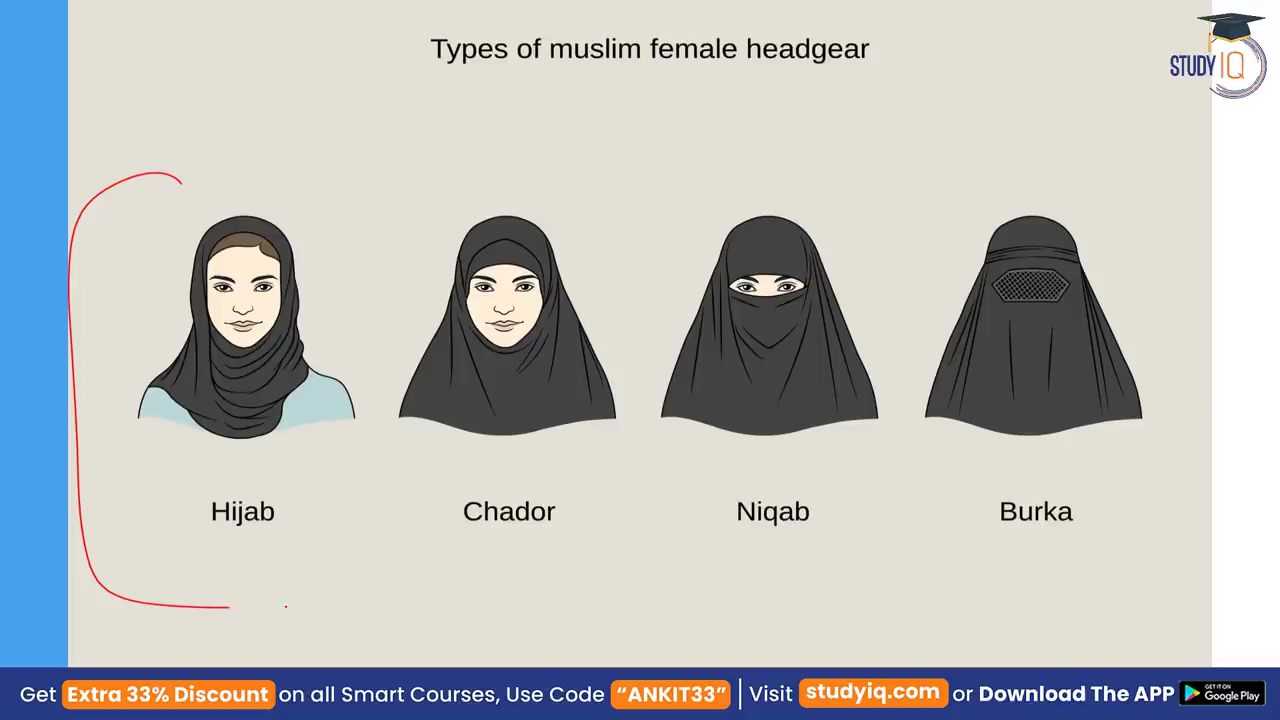 Types of muslim female headgear
STUDY IQ
Hijab
Chador
Niqab
Burka
Get Extra 33% Discount on all Smart Courses, Use Code “ANKIT33” Visit studyiq.com or Download The APP GET IT ON Google Play